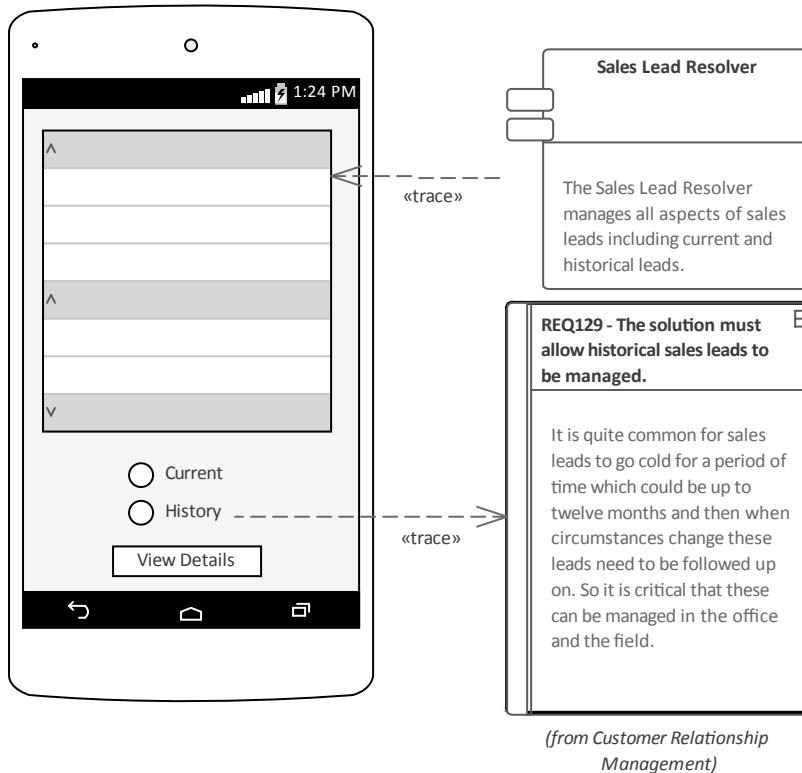 1:24 PM
Current
History
View Details
«trace»
«trace»
Sales Lead Resolver
The Sales Lead Resolver
manages all aspects of sales
leads including current and
historical leads.
REQ129 - The solution must
allow historical sales leads to
be managed.
It is quite common for sales
leads to go cold for a period of
time which could be up to
twelve months and then when
circumstances change these
leads need to be followed up
on. So it is critical that these
can be managed in the office
and the field.
(from Customer Relationship
Management)